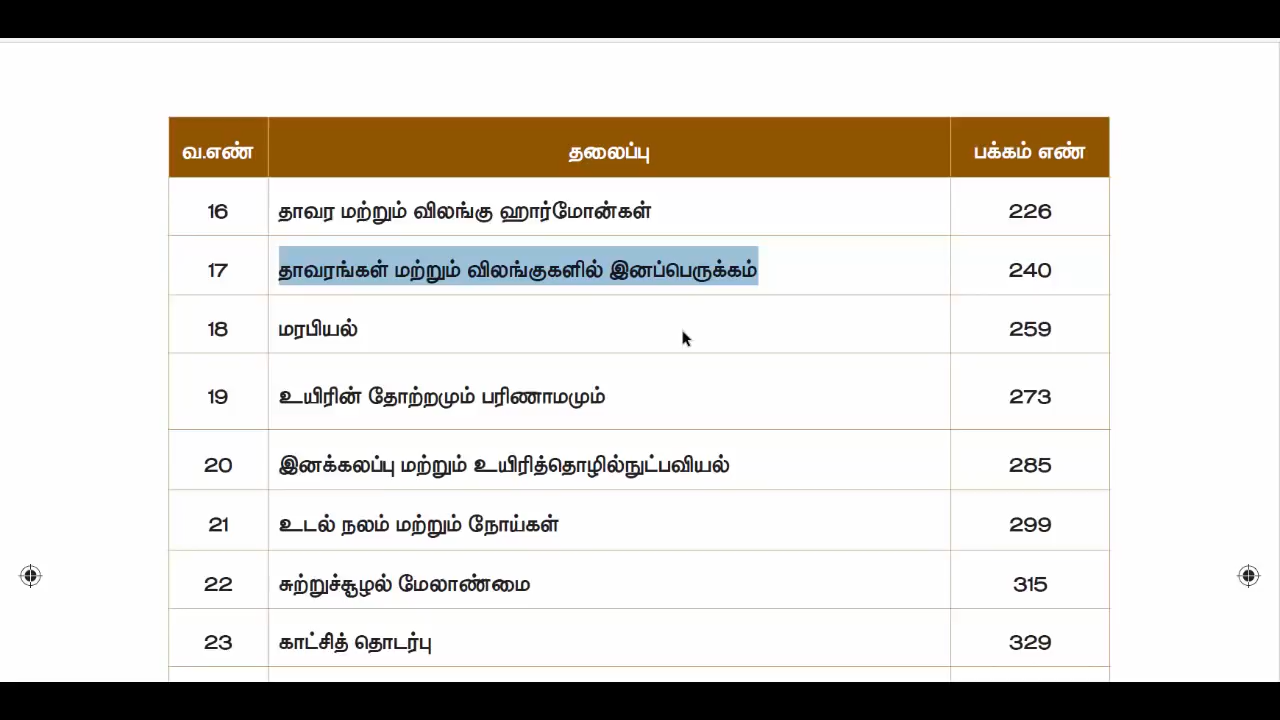 வ.எண் தலைப்பு பக்கம் எண்
16 தாவர மற்றும் விலங்கு ஹார்மோன்கள் 226
17 தாவரங்கள் மற்றும் விலங்குகளில் இனப்பெருக்கம் 240
18 மரபியல் 259
19 உயிரின் தோற்றமும் பரிணாமமும் 273
20 இனக்கலப்பு மற்றும் உயிரித்தொழில்நுட்பவியல் 285
21 உடல் நலம் மற்றும் நோய்கள் 299
22 சுற்றுச்சூழல் மேலாண்மை 315
23 காட்சித் தொடர்பு 329